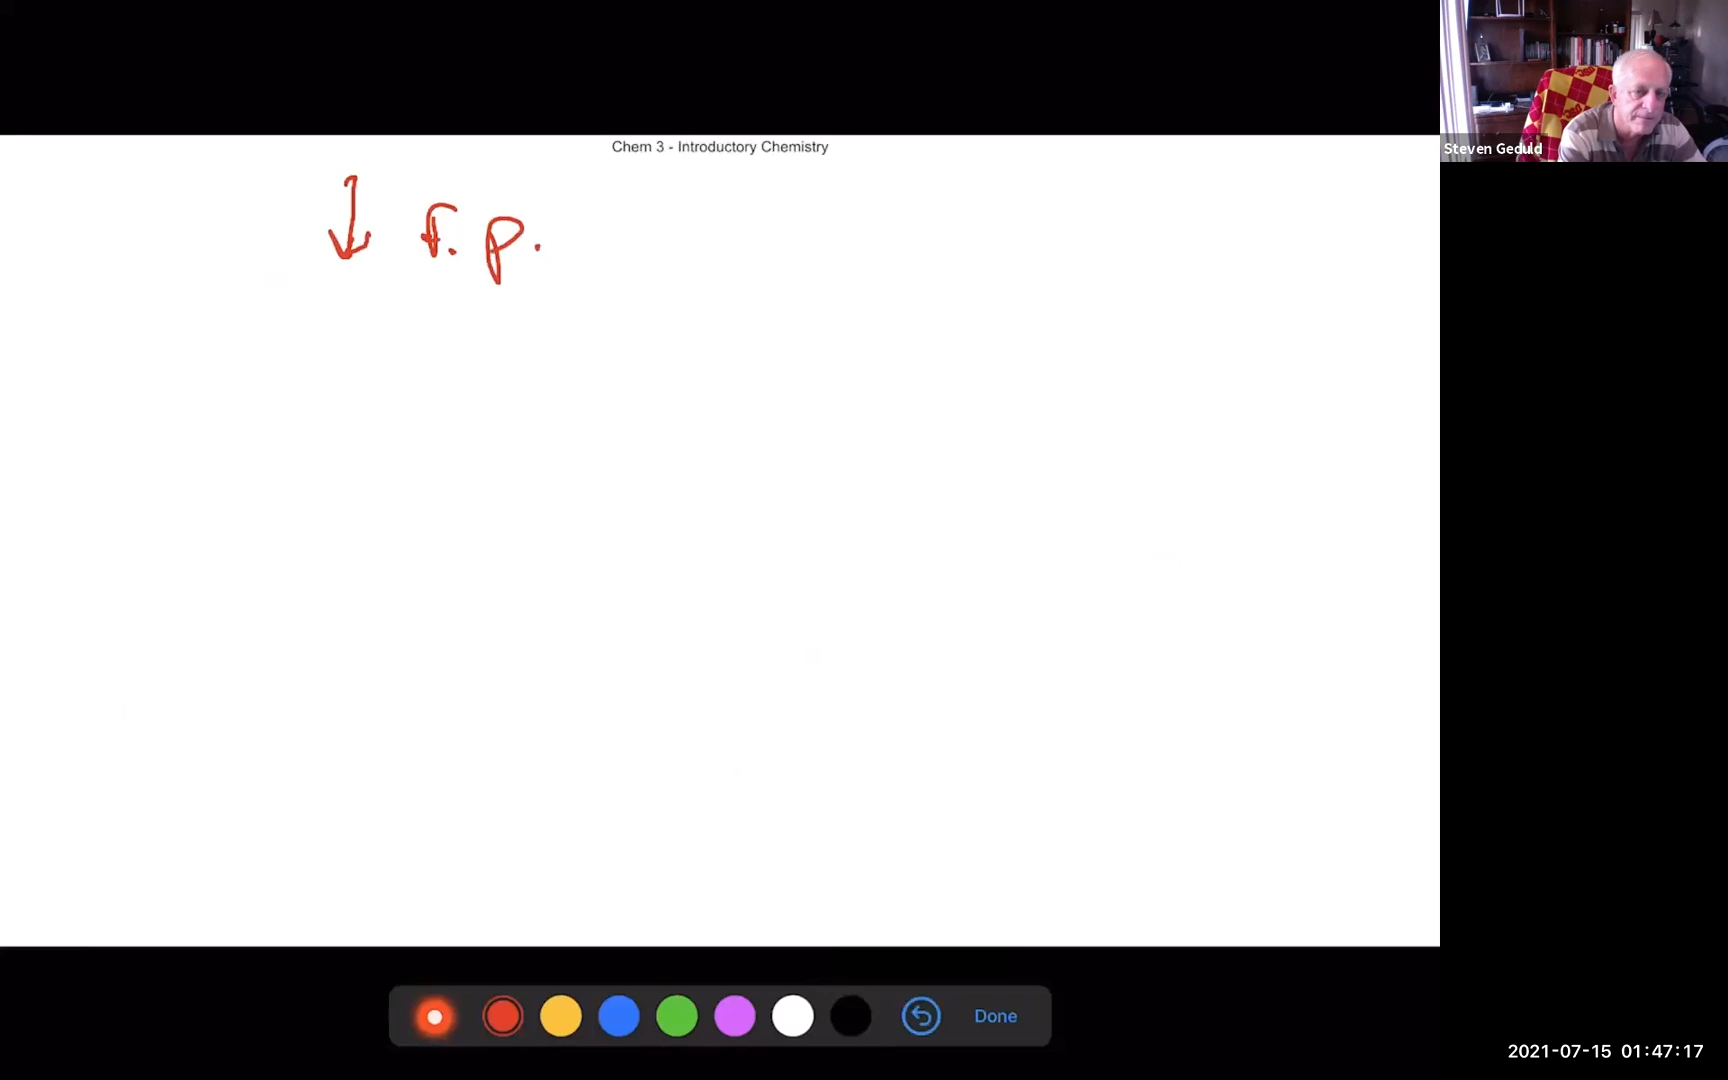 Chem 3 - Introductory Chemistry
↓ f. p.
Steven Geduld
Done
2021-07-15 01:47:17